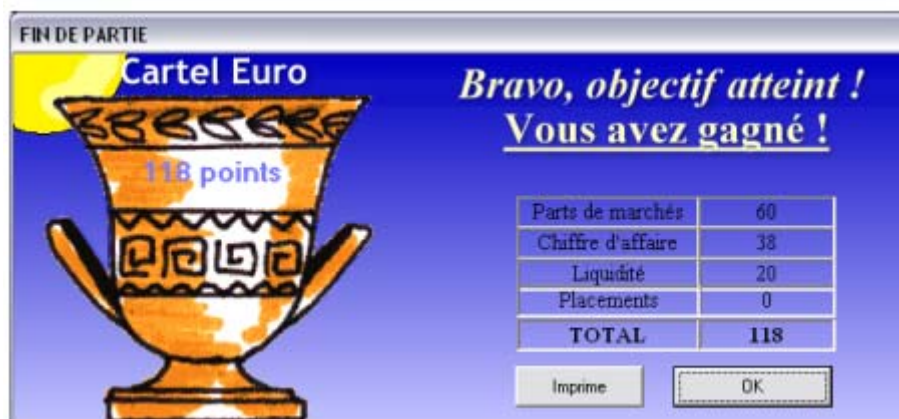 FIN DE PARTIE
Cartel Euro
118 points
Bravo, objectif atteint !
Vous avez gagné !
Parts de marchés 60
Chiffre d'affaire 38
Liquidité 20
Placements 0
TOTAL 118
Imprime OK